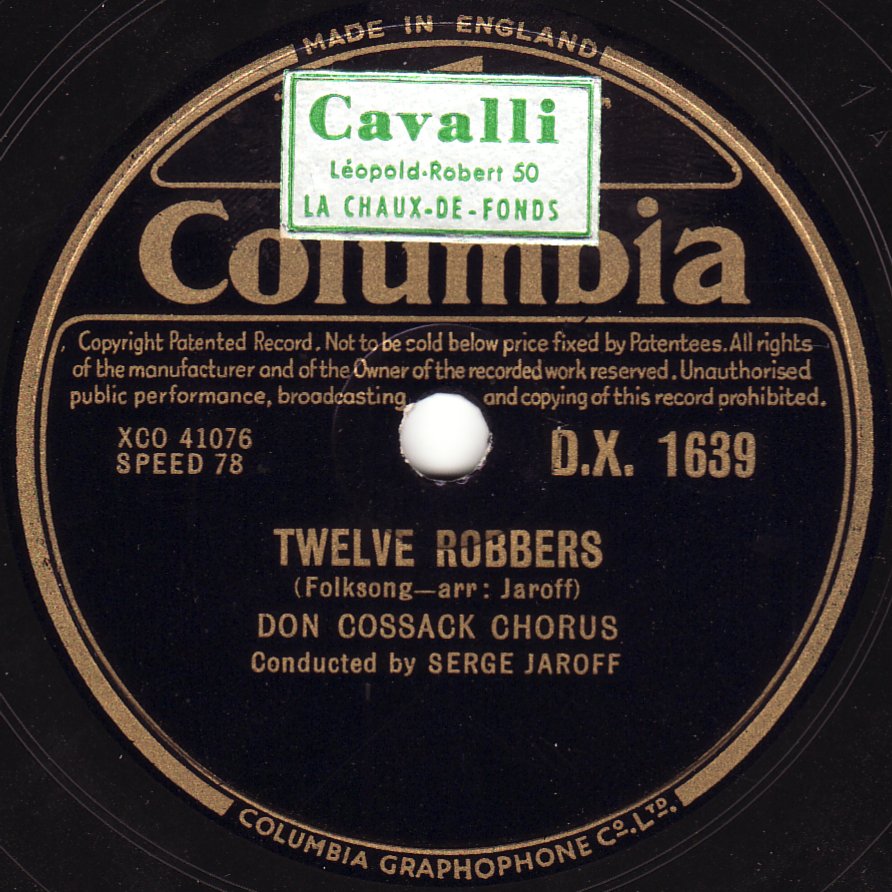 MADE IN ENGLAND
Cavalli
Léopold-Robert 50
LA CHAUX-DE-FONDS
Columbia
Copyright Patented Record. Not to be sold below price fixed by Patentees. All rights
of the manufacturer and of the Owner of the recorded work reserved. Unauthorised
public performance, broadcasting and copying of this record prohibited.
XCO 41076
SPEED 78
D.X. 1639
TWELVE ROBBERS
(Folksong—arr: Jaroff)
DON COSSACK CHORUS
Conducted by SERGE JAROFF
COLUMBIA GRAPHOPHONE Co. LTD.